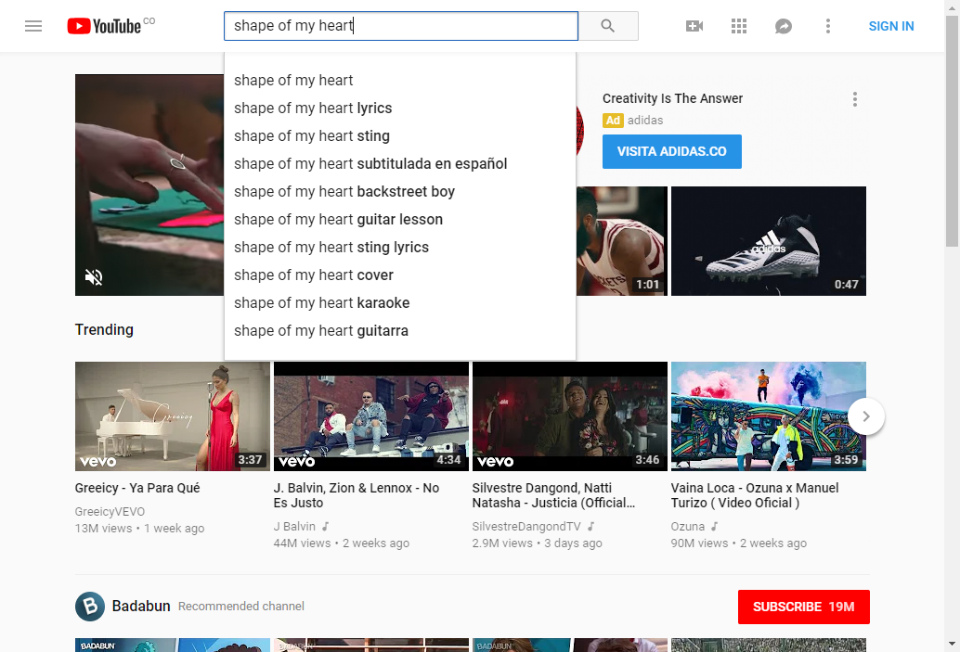 YouTube CO
shape of my heart
SIGN IN
shape of my heart
shape of my heart lyrics
shape of my heart sting
shape of my heart subtitulada en español
shape of my heart backstreet boy
shape of my heart guitar lesson
shape of my heart sting lyrics
shape of my heart cover
shape of my heart karaoke
shape of my heart guitarra
Creativity Is The Answer
Ad adidas
VISITA ADIDAS.CO
1:01
adidas
0:47
Trending
Greeicy
vevo
3:37
vevo
4:34
vevo
3:46
3:59
Greeicy - Ya Para Qué
GreeicyVEVO
13M views • 1 week ago
J. Balvin, Zion & Lennox - No
Es Justo
J Balvin
44M views • 2 weeks ago
Silvestre Dangond, Natti
Natasha - Justicia (Official...
SilvestreDangondTV
2.9M views • 3 days ago
Vaina Loca - Ozuna x Manuel
Turizo ( Video Oficial )
Ozuna
90M views • 2 weeks ago
B
Badabun
Recommended channel
SUBSCRIBE 19M
BADABUN
BADABUN
BADABUN